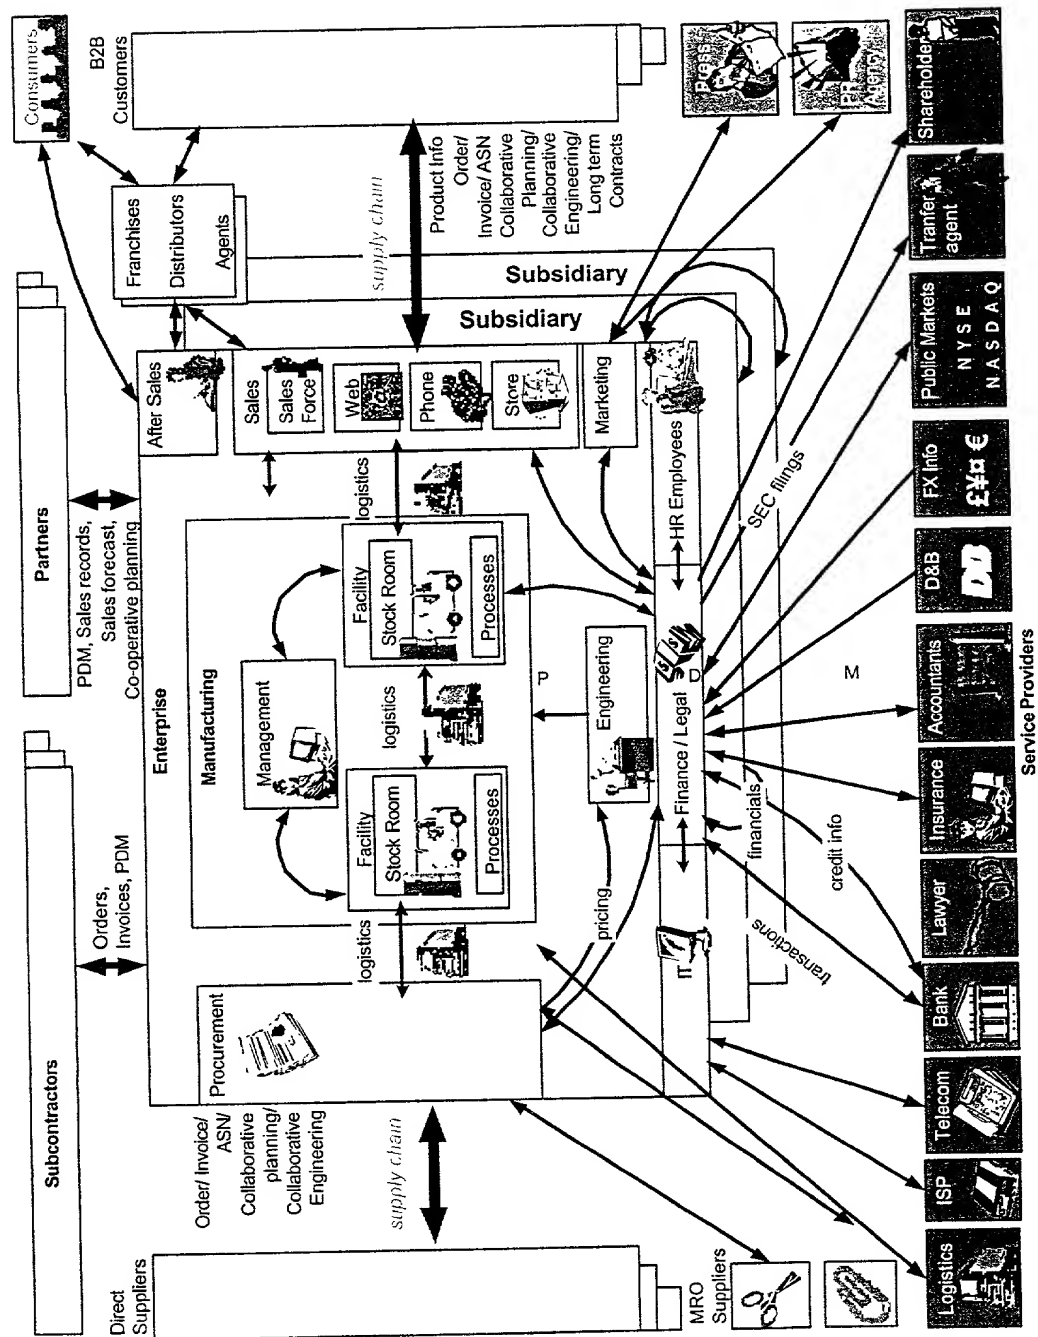 Subcontractors
Partners
Consumers
Orders,
Invoices, PDM
PDM, Sales records,
Sales forecast,
Co-operative planning
Franchises
Distributors
Agents
B2B
Customers
Direct
Suppliers
Order/ Invoice/
ASN/
Collaborative
planning/
Collaborative
Engineering
supply chain
Enterprise
Procurement
Manufacturing
Management
Facility
Stock Room
Processes
Facility
Stock Room
Processes
logistics
logistics
logistics
After Sales
Sales
Sales
Force
Web
Phone
Store
Marketing
supply chain
Product Info
Order/
Invoice/ ASN
Collaborative
Planning/
Collaborative
Engineering/
Long term
Contracts
Subsidiary
Subsidiary
Engineering
pricing
P
D
M
IT
Finance / Legal
HR Employees
MRO
Suppliers
Press
PR
Agency
transactions
financials
credit info
SEC filings
Logistics
ISP
Telecom
Bank
Lawyer
Insurance
Accountants
D&B
DB
FX Info
£¥¤ €
Public Markets
N Y S E
N A S D A Q
Tranfer
agent
Shareholder
Service Providers